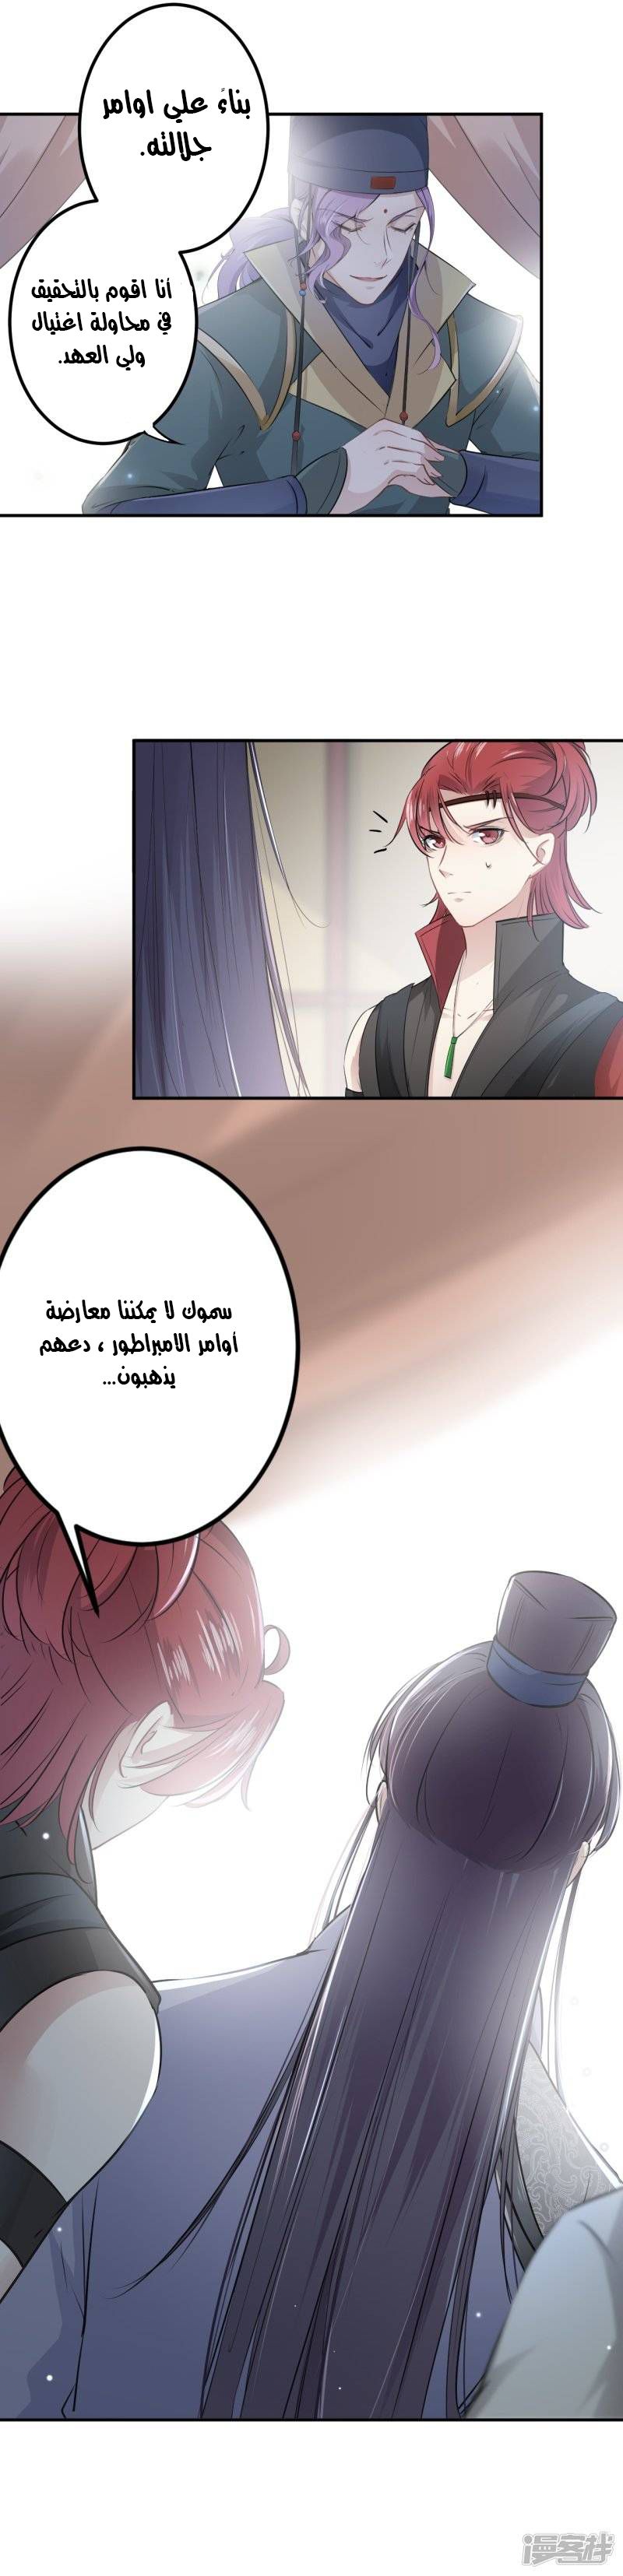 بناءً علي اوامر
جلالته.
أنا اقوم بالتحقيق
في محاولة اغتيال
ولي العهد.
سموك لا يمكننا معارضة
أوامر الامبراطور ، دعهم
يذهبون...
漫客栈